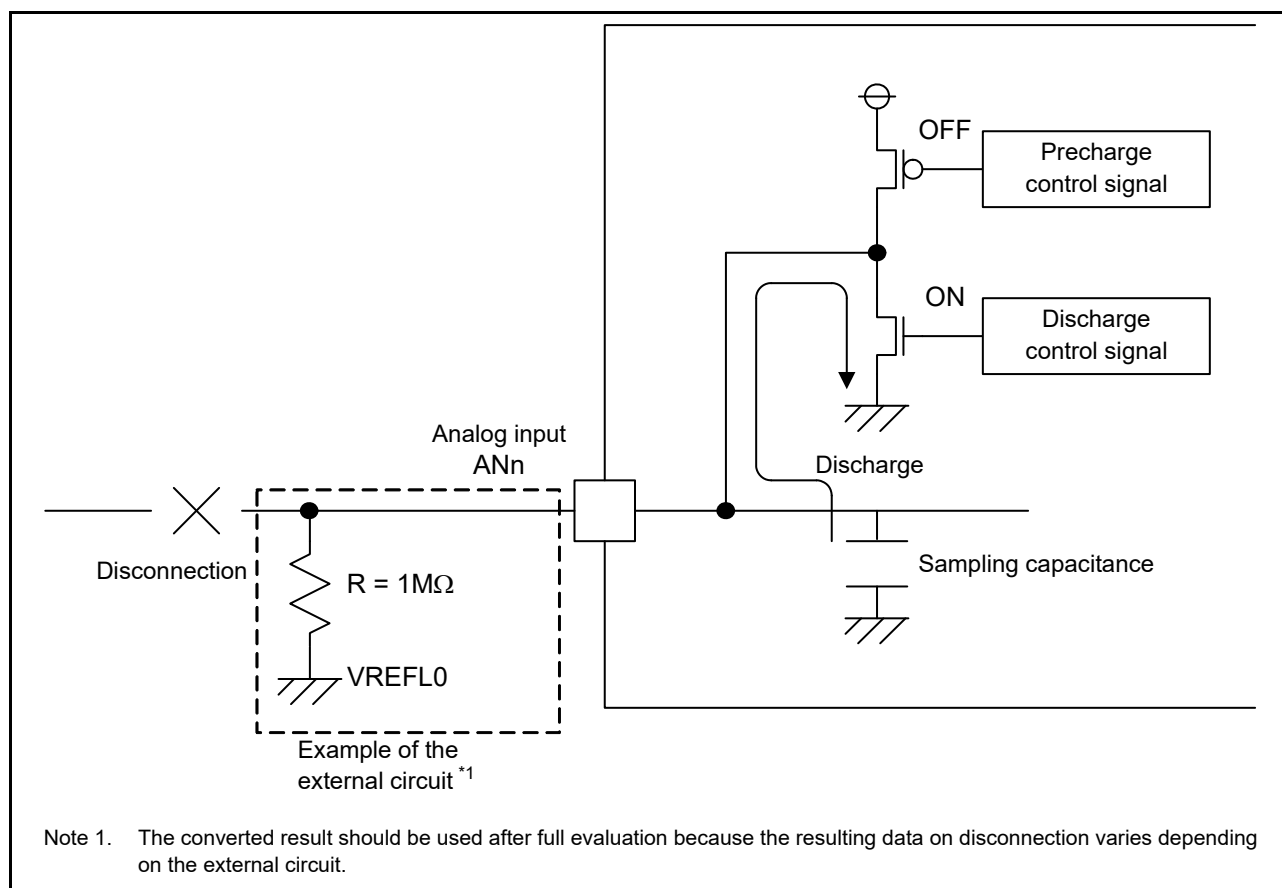 OFF
Precharge
control signal
ON
Discharge
control signal
Analog input
ANn
Discharge
Disconnection
R = 1MΩ
Sampling capacitance
VREFL0
Example of the
external circuit *1
Note 1. The converted result should be used after full evaluation because the resulting data on disconnection varies depending
on the external circuit.